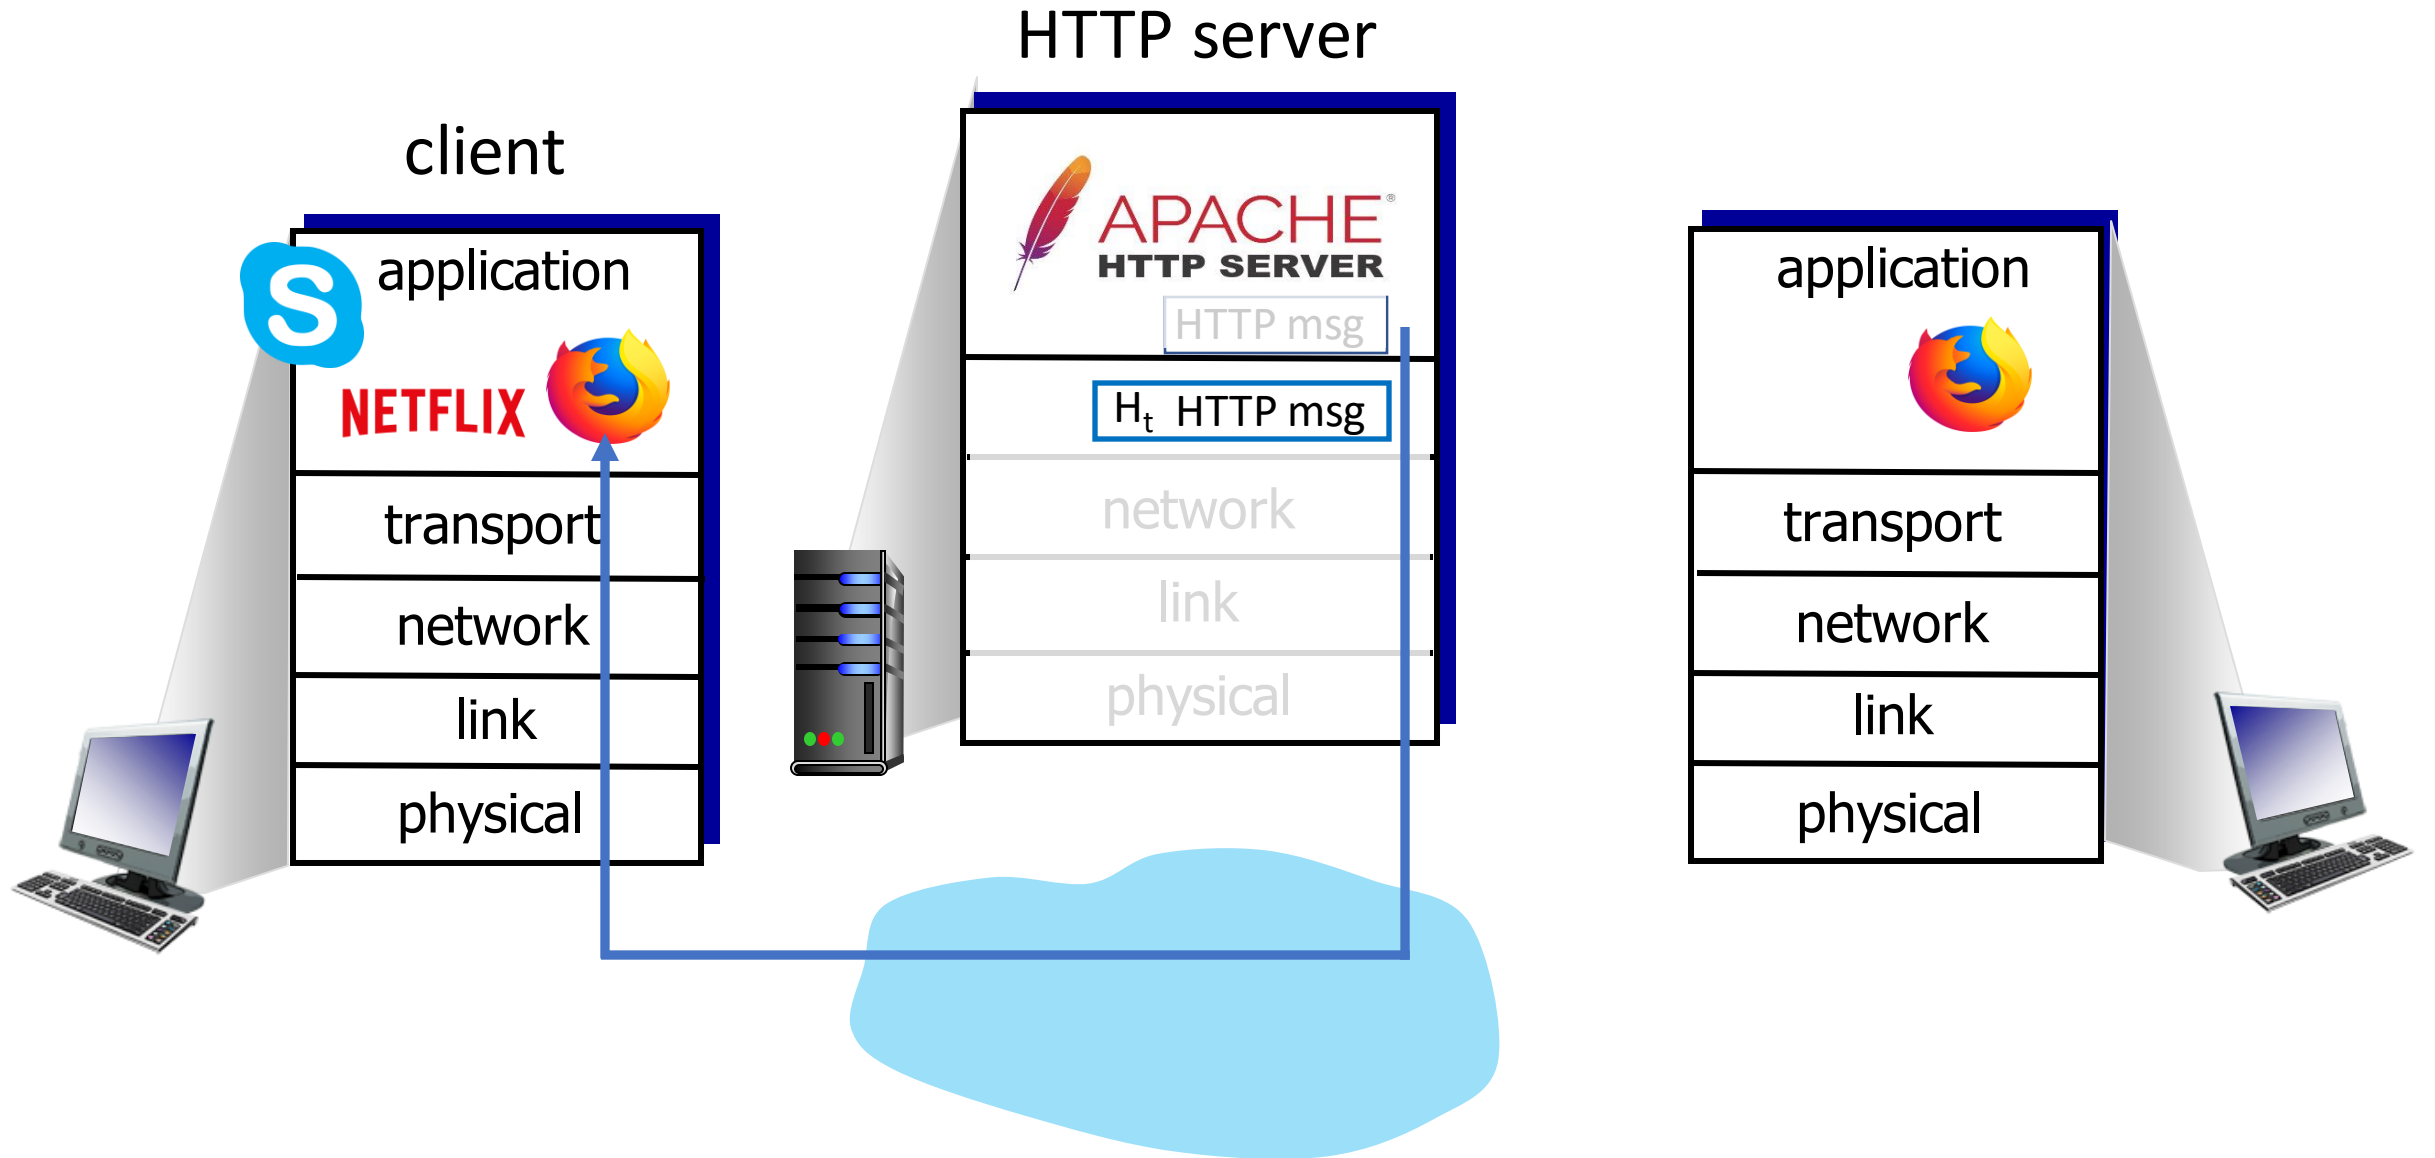 HTTP server
client
application
NETFLIX
transport
network
link
physical
APACHE®
HTTP SERVER
HTTP msg
Ht HTTP msg
network
link
physical
application
transport
network
link
physical